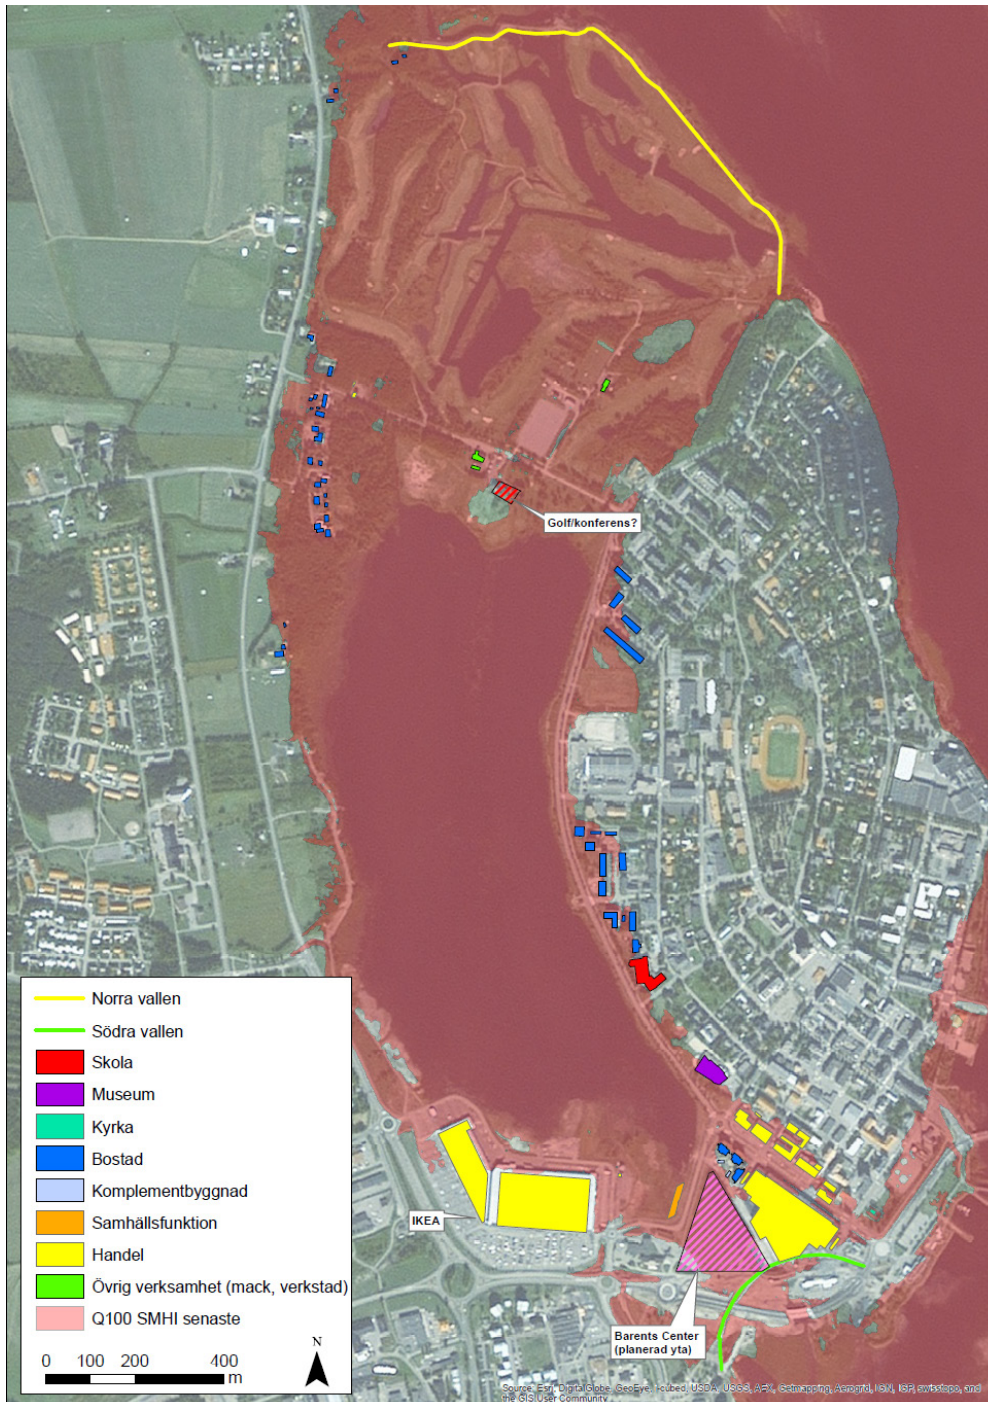 Golf/konferens?
Norra vallen
Södra vallen
Skola
Museum
Kyrka
Bostad
Komplementbyggnad
Samhällsfunktion
Handel
Övrig verksamhet (mack, verkstad)
Q100 SMHI senaste
0 100 200 400
m
N
IKEA
Barents Center
(planerad yta)
Source: Esri, DigitalGlobe, GeoEye, i-cubed, USDA, USGS, AEX, Getmapping, Aerogrid, IGN, IGP, swisstopo, and
the GIS User Community